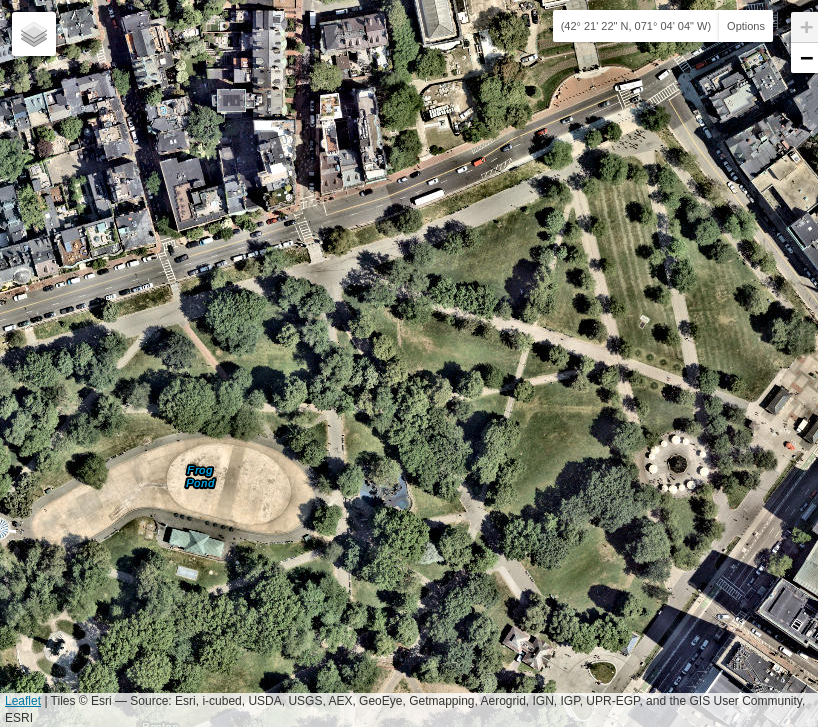 (42° 21' 22" N, 071° 04' 04" W) Options
+
−
Frog
Pond
Leaflet | Tiles © Esri — Source: Esri, i-cubed, USDA, USGS, AEX, GeoEye, Getmapping, Aerogrid, IGN, IGP, UPR-EGP, and the GIS User Community,
ESRI